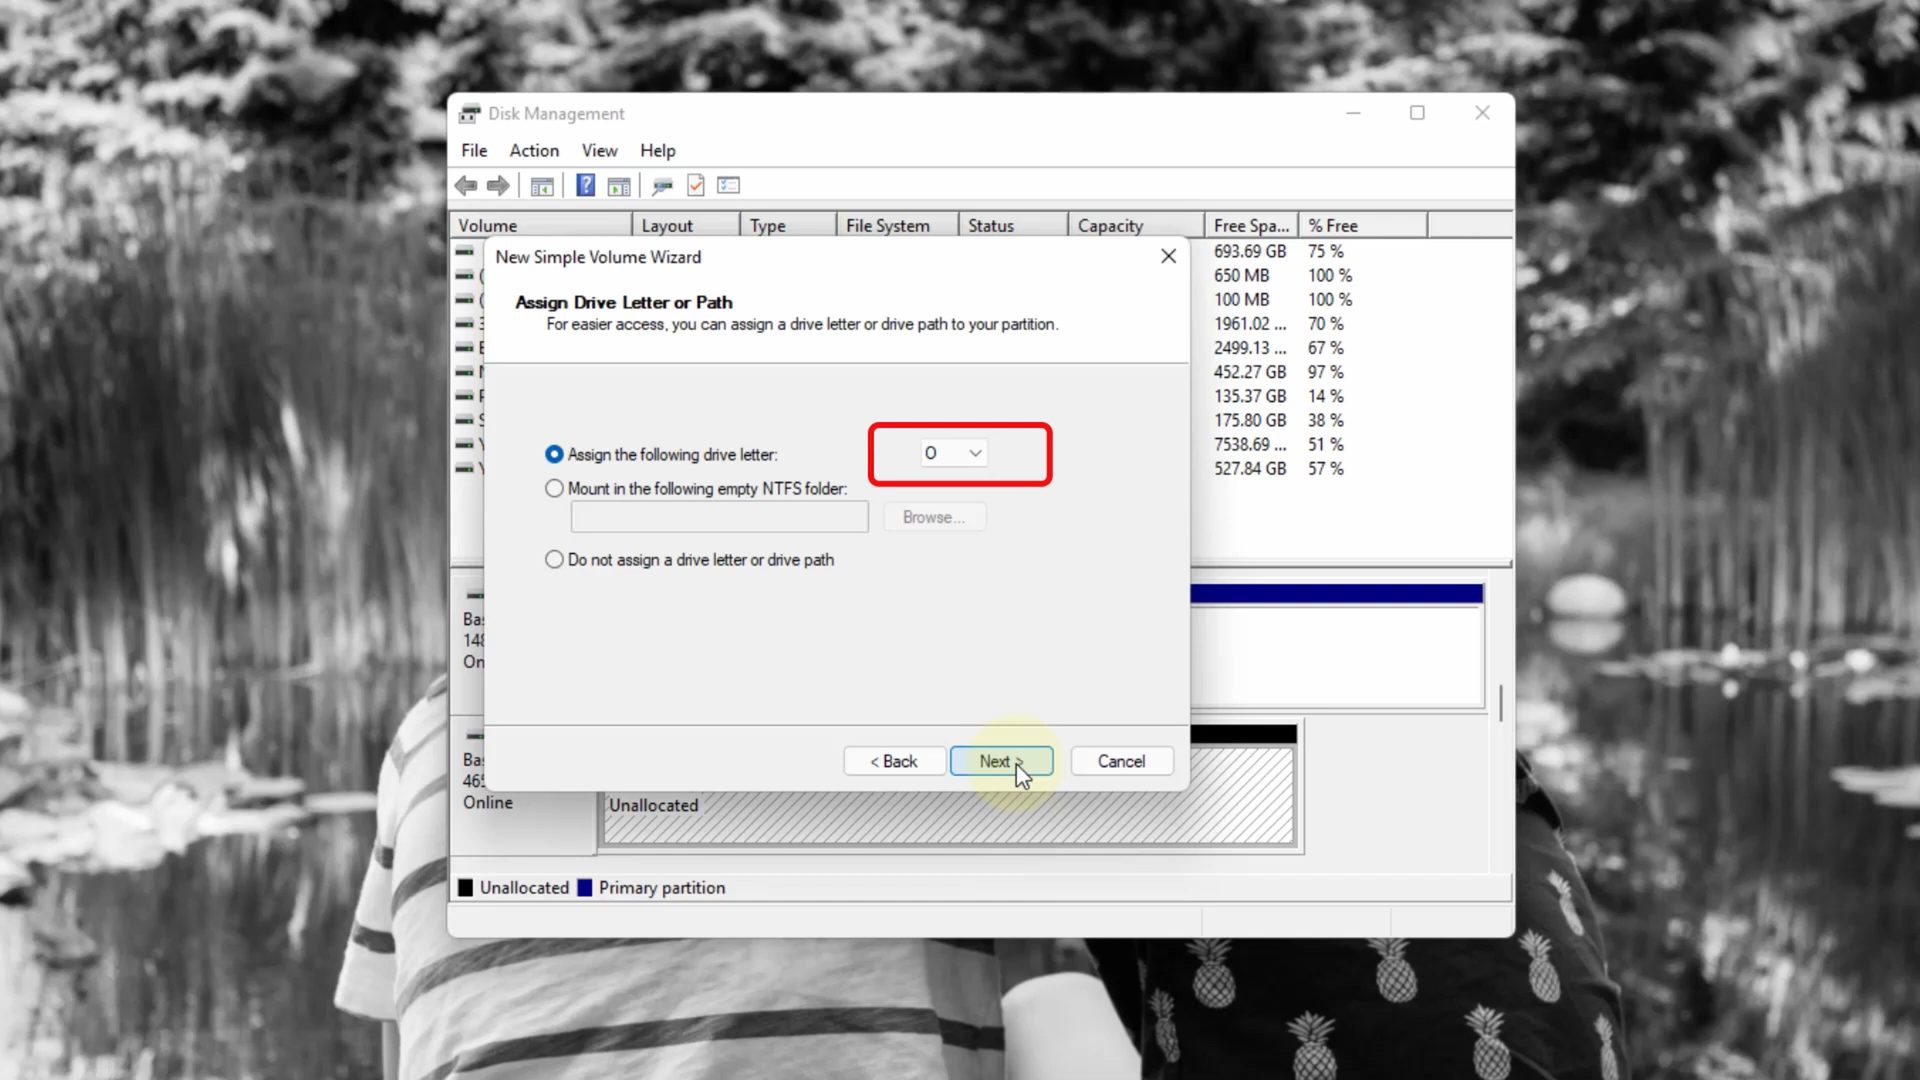 Disk Management
File Action View Help
Volume Layout Type File System Status Capacity Free Spa... % Free
693.69 GB 75 %
650 MB 100 %
100 MB 100 %
1961.02 ... 70 %
2499.13 ... 67 %
452.27 GB 97 %
135.37 GB 14 %
175.80 GB 38 %
7538.69 ... 51 %
527.84 GB 57 %
New Simple Volume Wizard
Assign Drive Letter or Path
For easier access, you can assign a drive letter or drive path to your partition.
Assign the following drive letter: O
Mount in the following empty NTFS folder:
Browse...
Do not assign a drive letter or drive path
< Back Next > Cancel
Online
Unallocated
Unallocated Primary partition